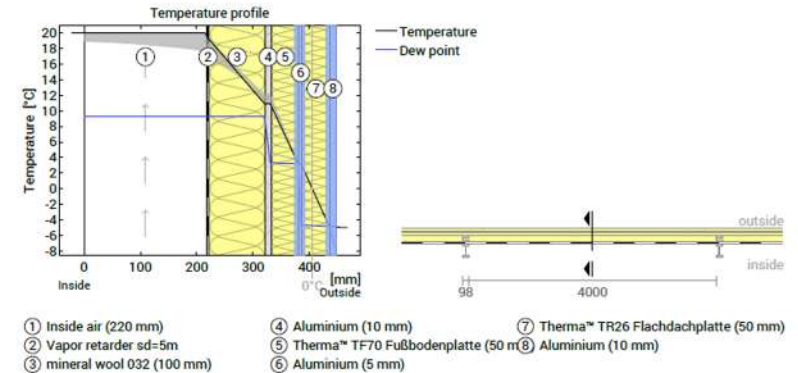 Temperature profile
Temperature
Dew point
Temperature [°C]
20
18
16
14
12
10
8
6
4
2
0
-2
-4
-6
-8
1
2
3
4
5
6
7
8
0
100
200
300
400
[mm]
Inside
0°C
Outside
outside
inside
98
4000
1 Inside air (220 mm)
2 Vapor retarder sd=5m
3 mineral wool 032 (100 mm)
4 Aluminium (10 mm)
5 Therma™ TF70 Fußbodenplatte (50 m
6 Aluminium (5 mm)
7 Therma™ TR26 Flachdachplatte (50 mm)
8 Aluminium (10 mm)